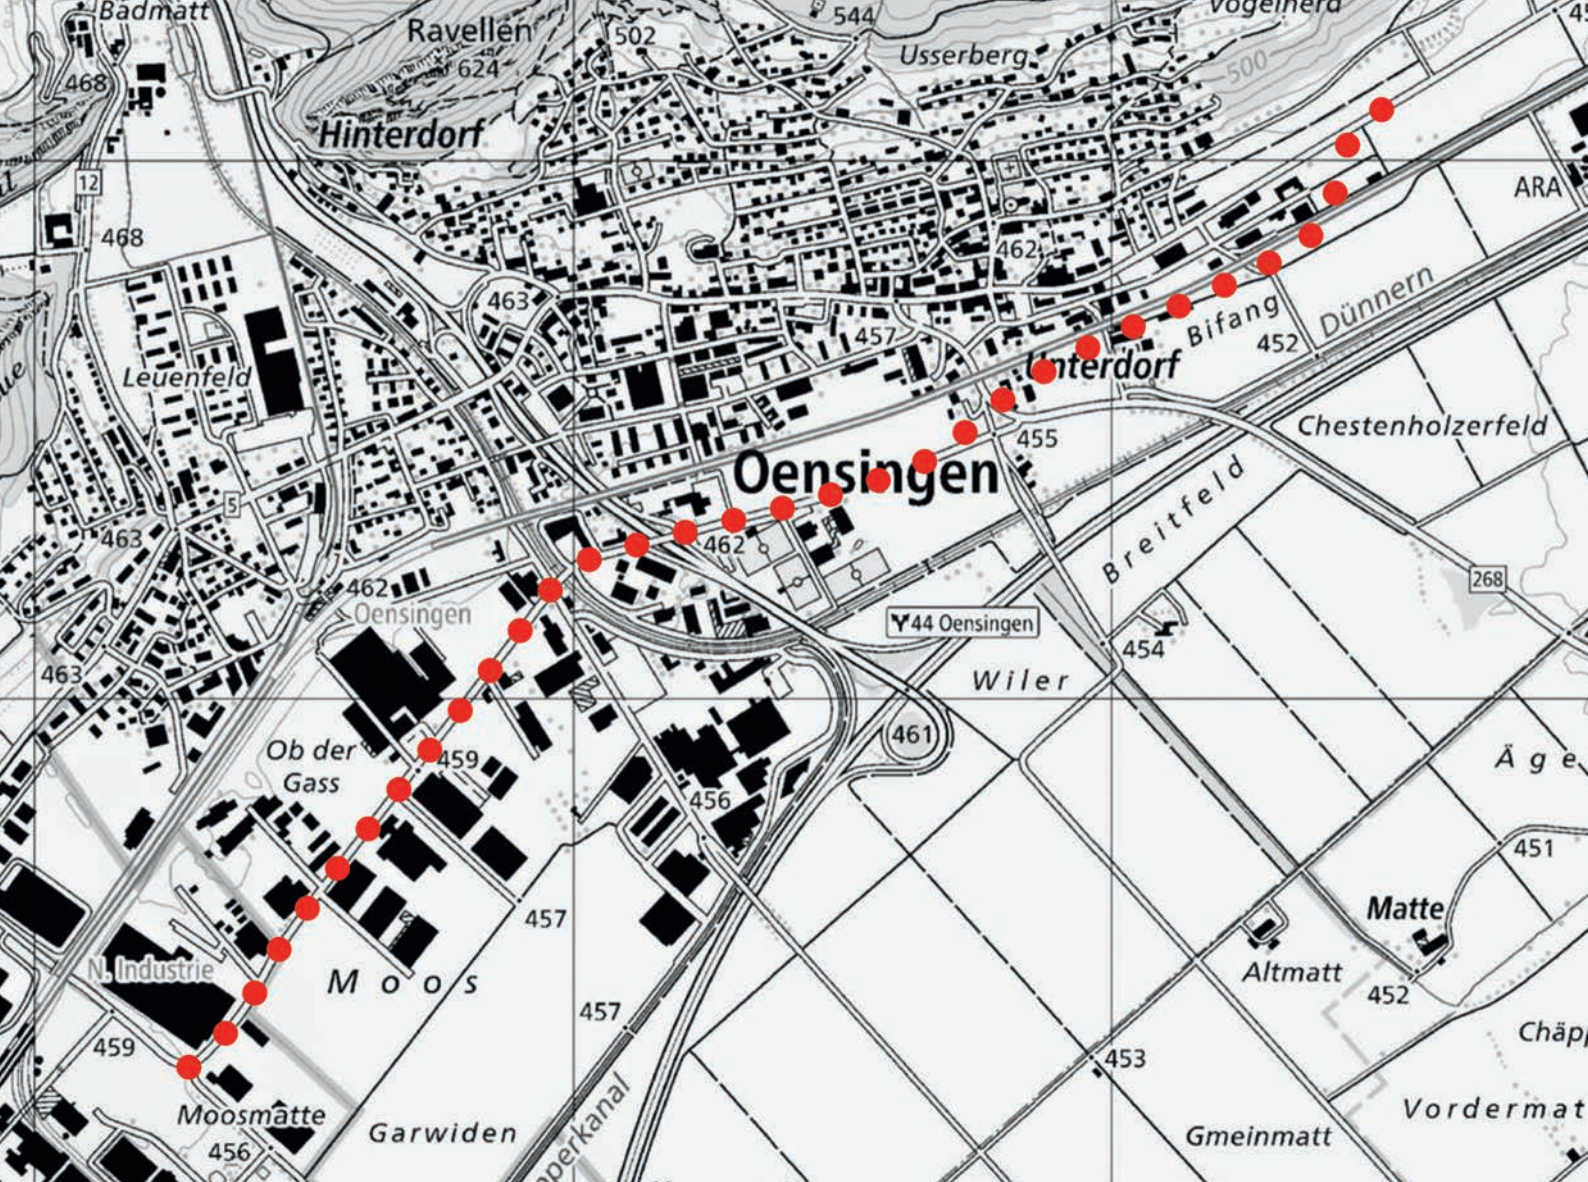 Badmatt
544
Vogelherd
Ravellen
624
502
Usserberg
500
468
Hinterdorf
12
ARA
468
463
462
Dünnern
Bifang
452
457
Leuenfeld
Unterdorf
455
Chestenholzerfeld
Oensingen
5
463
462
Breitfeld
268
462
Oensingen
44 Oensingen
454
463
Wiler
461
Ob der
Gass
459
456
Äge
451
457
Matte
N. Industrie
Moos
Altmatt
452
457
459
453
Chäpp
Moosmatte
456
Garwiden
perkanal
Gmeinmatt
Vordermat